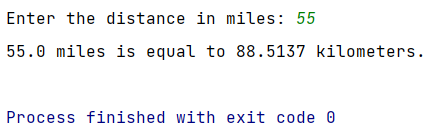 Enter the distance in miles: 55
55.0 miles is equal to 88.5137 kilometers.
Process finished with exit code 0